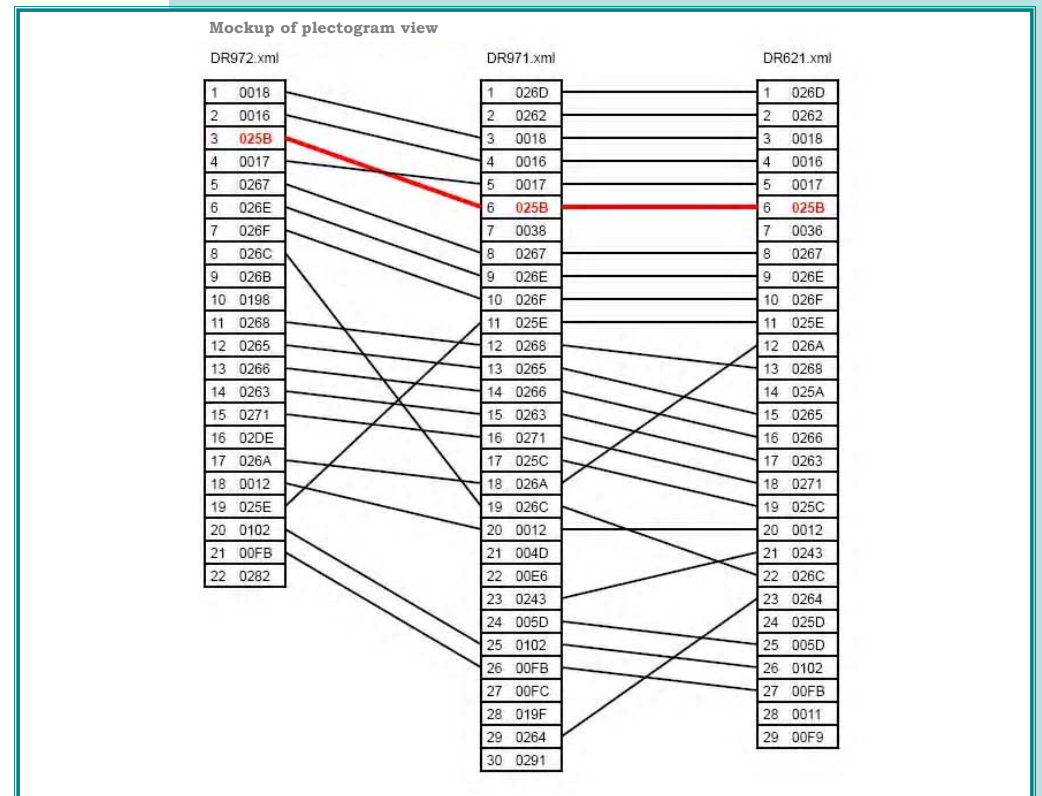 Mockup of plectogram view
DR972.xml DR971.xml DR621.xml
1 0018 1 026D 1 026D
2 0016 2 0262 2 0262
3 025B 3 0018 3 0018
4 0017 4 0016 4 0016
5 0267 5 0017 5 0017
6 026E 6 025B 6 025B
7 026F 7 0038 7 0036
8 026C 8 0267 8 0267
9 026B 9 026E 9 026E
10 0198 10 026F 10 026F
11 0268 11 025E 11 025E
12 0265 12 0268 12 026A
13 0266 13 0265 13 0268
14 0263 14 0266 14 025A
15 0271 15 0263 15 0265
16 02DE 16 0271 16 0266
17 026A 17 025C 17 0263
18 0012 18 026A 18 0271
19 025E 19 026C 19 025C
20 0102 20 0012 20 0012
21 00FB 21 004D 21 0243
22 0282 22 00E6 22 026C
23 0243 23 0264
24 005D 24 025D
25 0102 25 005D
26 00FB 26 0102
27 00FC 27 00FB
28 019F 28 0011
29 0264 29 00F9
30 0291